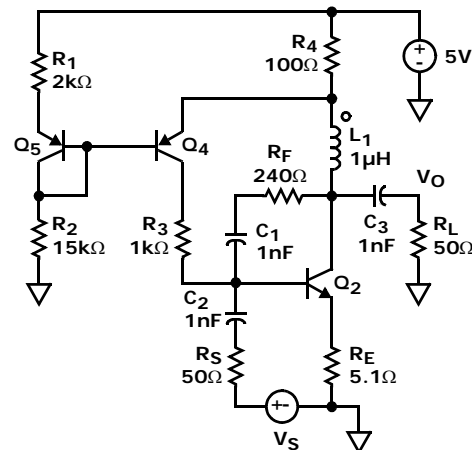 R1
2kΩ
R4
100Ω
+
-
5V
Q5
Q4
L1
1µH
RF
240Ω
VO
R2
15kΩ
R3
1kΩ
C1
1nF
C3
1nF
RL
50Ω
C2
1nF
Q2
RS
50Ω
RE
5.1Ω
+-
VS